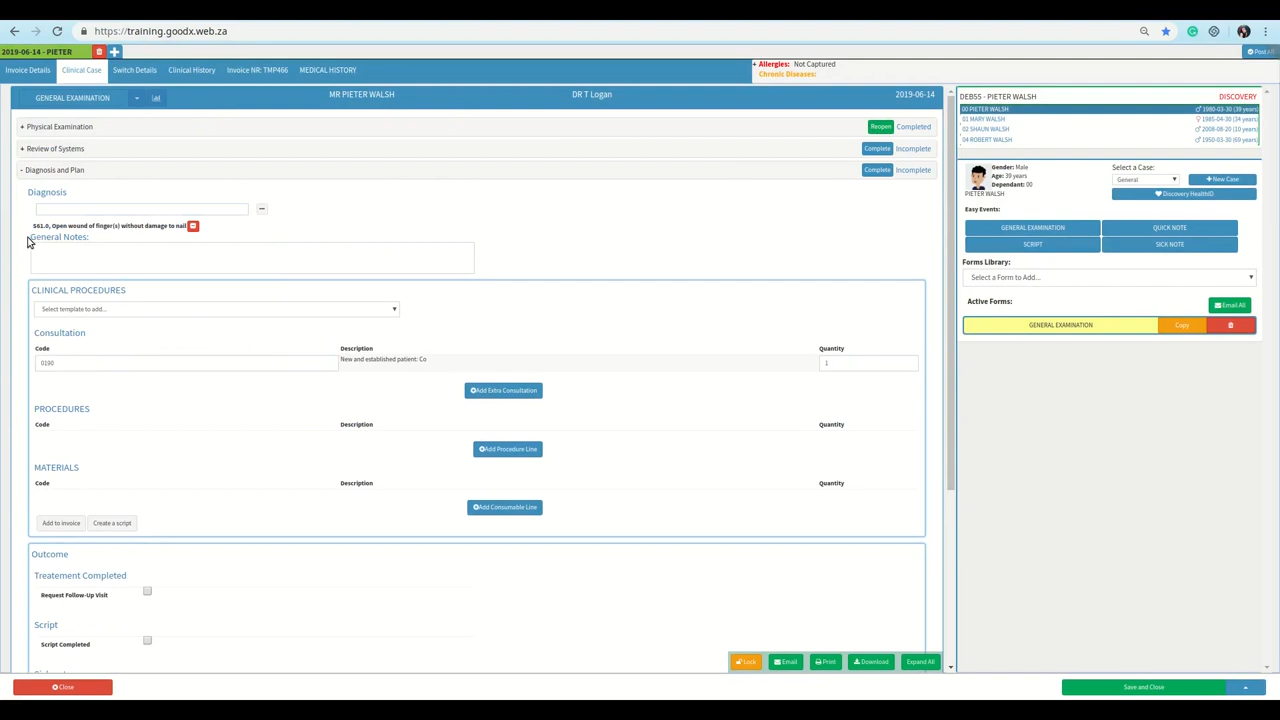 https://training.goodx.web.za
2019-06-14 - PIETER
Post All
Invoice Details
Clinical Case
Switch Details
Clinical History
Invoice NR: TMP466
MEDICAL HISTORY
+ Allergies: Not Captured
Chronic Diseases:
GENERAL EXAMINATION
MR PIETER WALSH
DR T Logan
2019-06-14
+ Physical Examination
Reopen
Completed
+ Review of Systems
Complete
Incomplete
- Diagnosis and Plan
Complete
Incomplete
Diagnosis
S61.0, Open wound of finger(s) without damage to nail
General Notes:
CLINICAL PROCEDURES
Select template to add...
Consultation
Code
Description
Quantity
0190
New and established patient: Co
1
Add Extra Consultation
PROCEDURES
Code
Description
Quantity
Add Procedure Line
MATERIALS
Code
Description
Quantity
Add Consumable Line
Add to invoice
Create a script
Outcome
Treatement Completed
Request Follow-Up Visit
Script
Script Completed
Lock
Email
Print
Download
Expand All
Close
Save and Close
DEB55 - PIETER WALSH
DISCOVERY
00 PIETER WALSH
1980-03-30 (39 years)
01 MARY WALSH
1985-04-30 (34 years)
02 SHAUN WALSH
2008-08-20 (10 years)
04 ROBERT WALSH
1950-03-30 (69 years)
Gender: Male
Age: 39 years
Dependant: 00
PIETER WALSH
Select a Case:
General
+ New Case
Discovery HealthID
Easy Events:
GENERAL EXAMINATION
QUICK NOTE
SCRIPT
SICK NOTE
Forms Library:
Select a Form to Add...
Active Forms:
Email All
GENERAL EXAMINATION
Copy